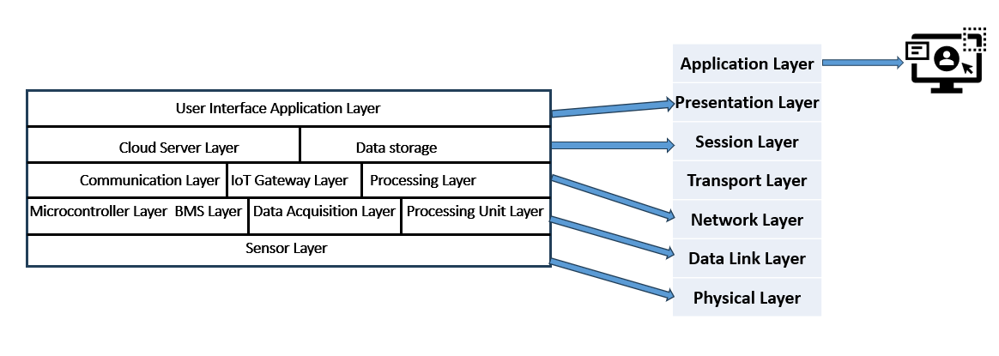 User Interface Application Layer
Cloud Server Layer
Data storage
Communication Layer
IoT Gateway Layer
Processing Layer
Microcontroller Layer BMS Layer
Data Acquisition Layer
Processing Unit Layer
Sensor Layer
Application Layer
Presentation Layer
Session Layer
Transport Layer
Network Layer
Data Link Layer
Physical Layer